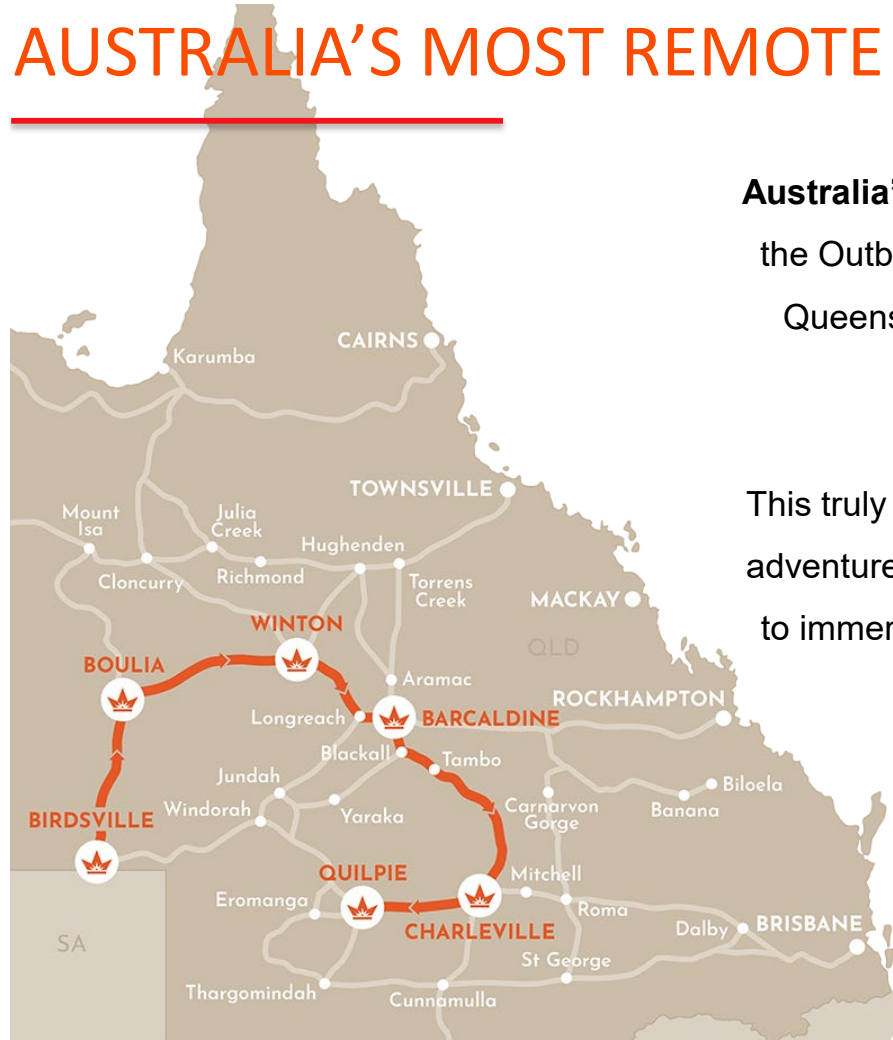 AUSTRALIA'S MOST REMOTE
Australia'
the Outb
Queens
This truly
adventure
to immer
CAIRNS
Karumba
TOWNSVILLE
Mount
Isa
Julia
Creek
Hughenden
Cloncurry
Richmond
Torrens
Creek
MACKAY
WINTON
QLD
BOULIA
Aramac
ROCKHAMPTON
Longreach
BARCALDINE
Blackall
Tambo
Jundah
Biloela
Windorah
Yaraka
Carnarvon
Gorge
Banana
BIRDSVILLE
QUILPIE
Mitchell
Eromanga
Roma
CHARLEVILLE
Dalby
BRISBANE
SA
St George
Thargomindah
Cunnamulla